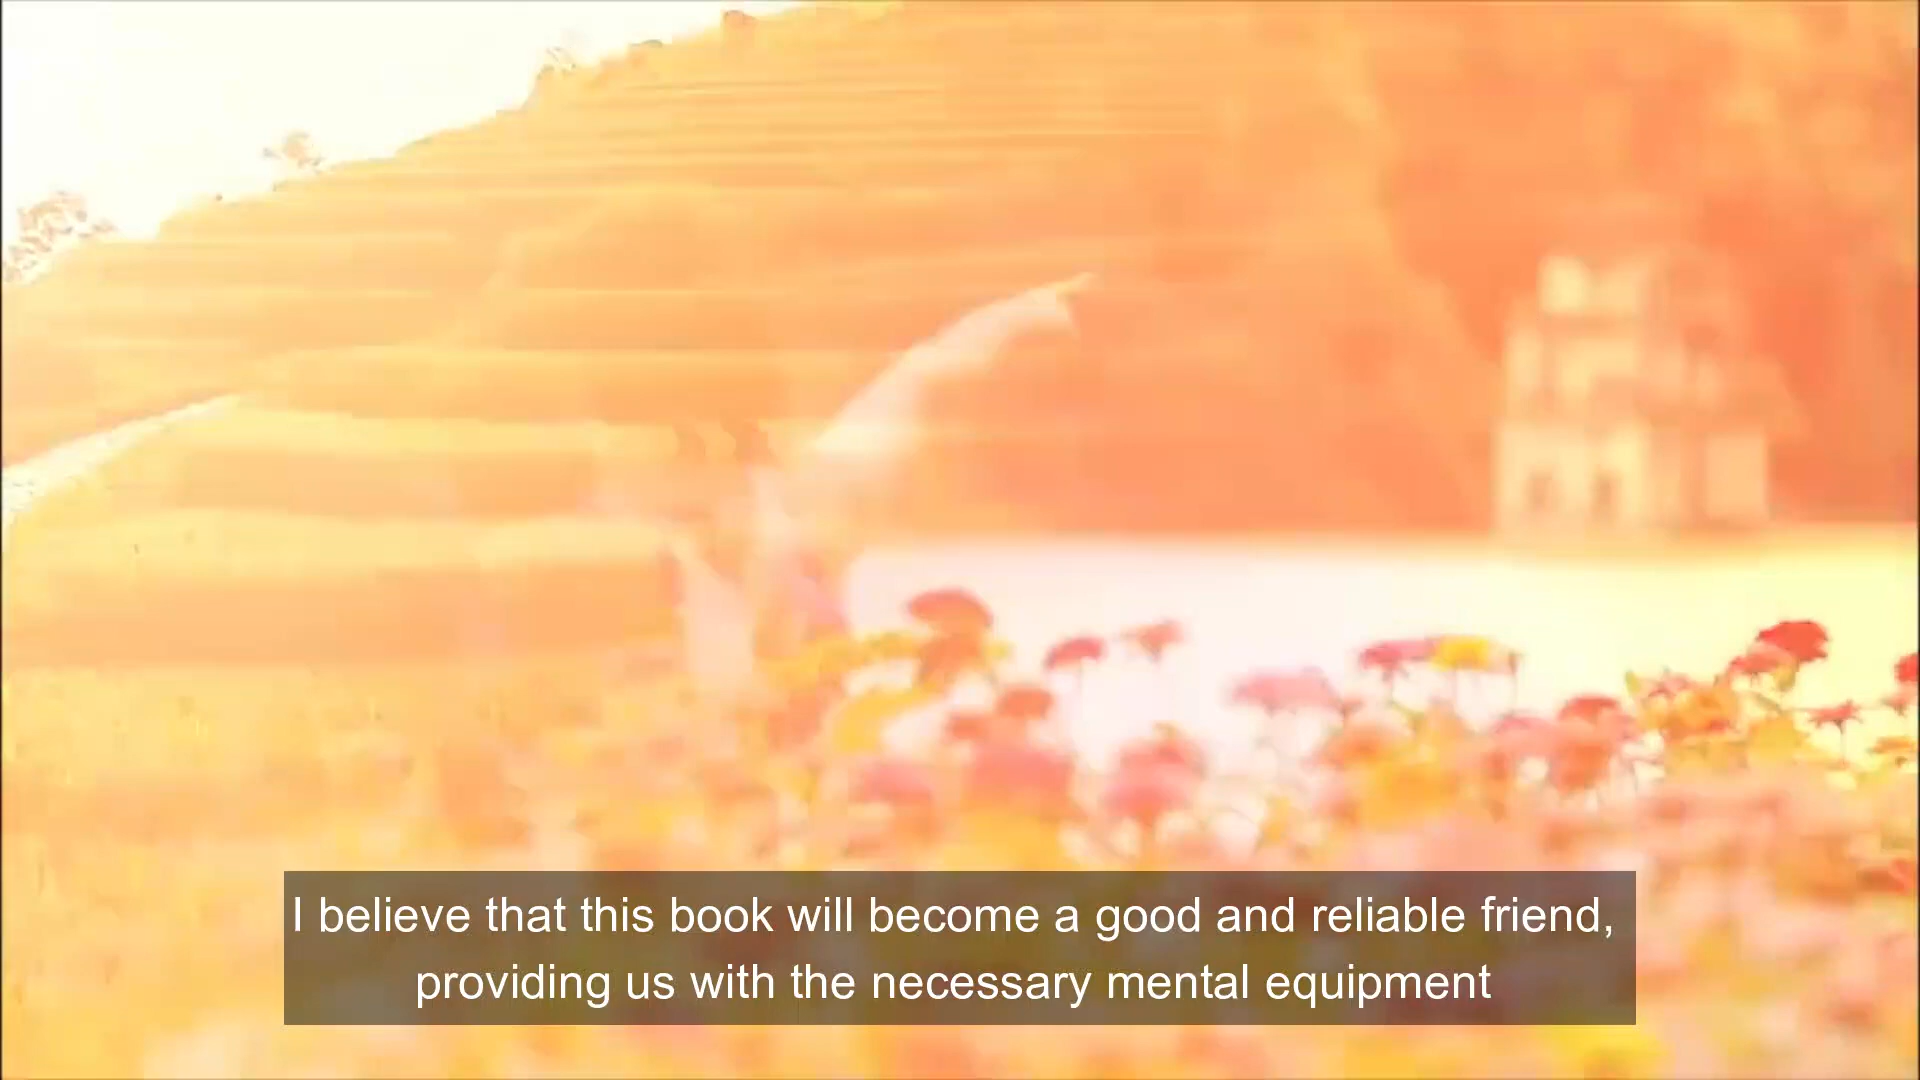 I believe that this book will become a good and reliable friend,
providing us with the necessary mental equipment